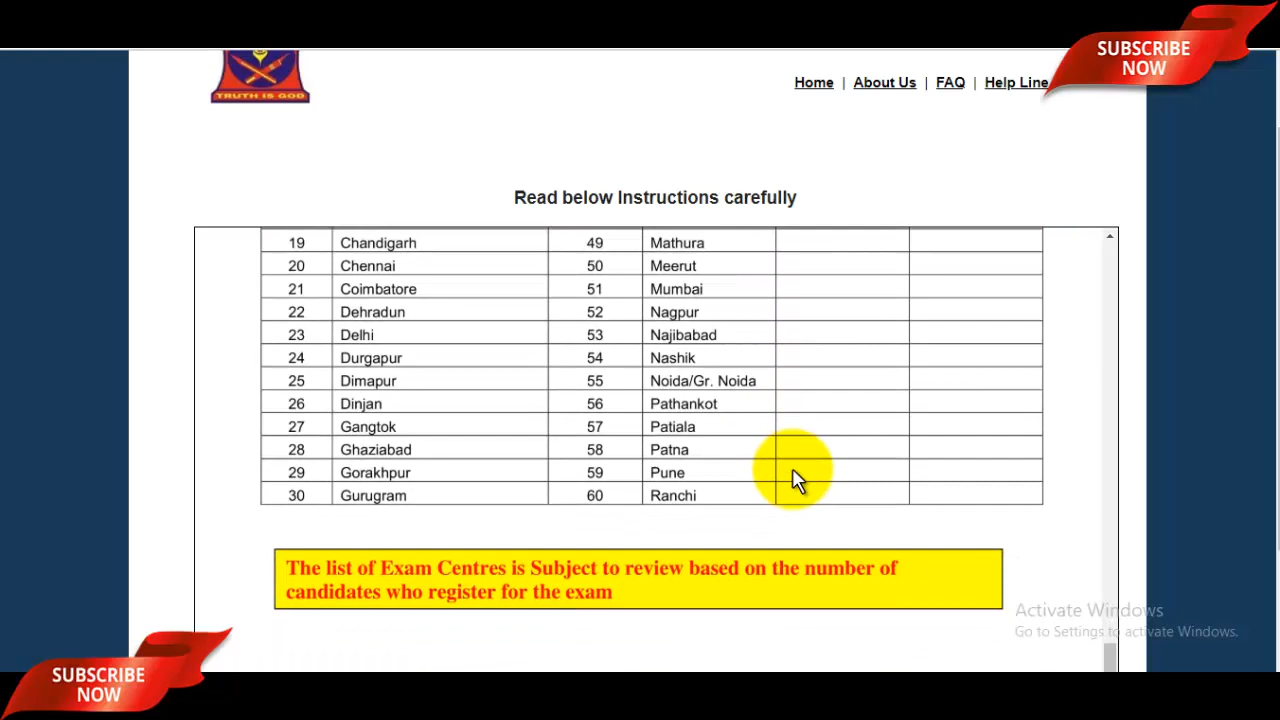 SUBSCRIBE
NOW
TRUTH IS GOD
Home | About Us | FAQ | Help Line
Read below Instructions carefully
19 Chandigarh 49 Mathura
20 Chennai 50 Meerut
21 Coimbatore 51 Mumbai
22 Dehradun 52 Nagpur
23 Delhi 53 Najibabad
24 Durgapur 54 Nashik
25 Dimapur 55 Noida/Gr. Noida
26 Dinjan 56 Pathankot
27 Gangtok 57 Patiala
28 Ghaziabad 58 Patna
29 Gorakhpur 59 Pune
30 Gurugram 60 Ranchi
The list of Exam Centres is Subject to review based on the number of
candidates who register for the exam
Activate Windows
Go to Settings to activate Windows.
SUBSCRIBE
NOW